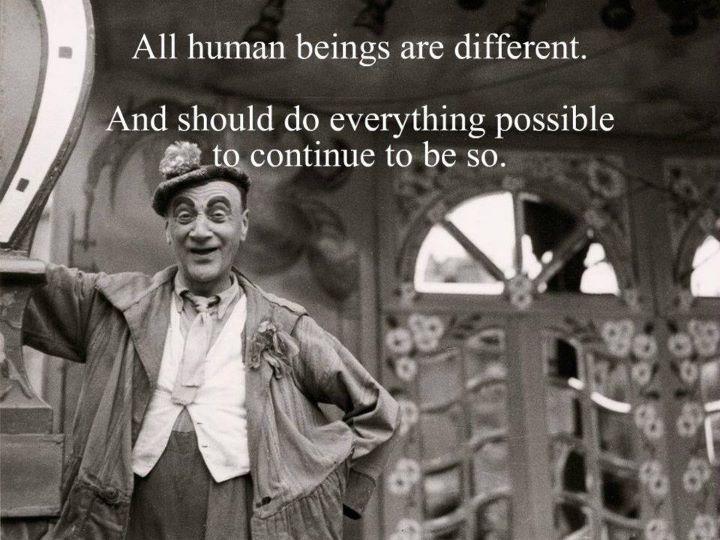 All human beings are different.
And should do everything possible
to continue to be so.